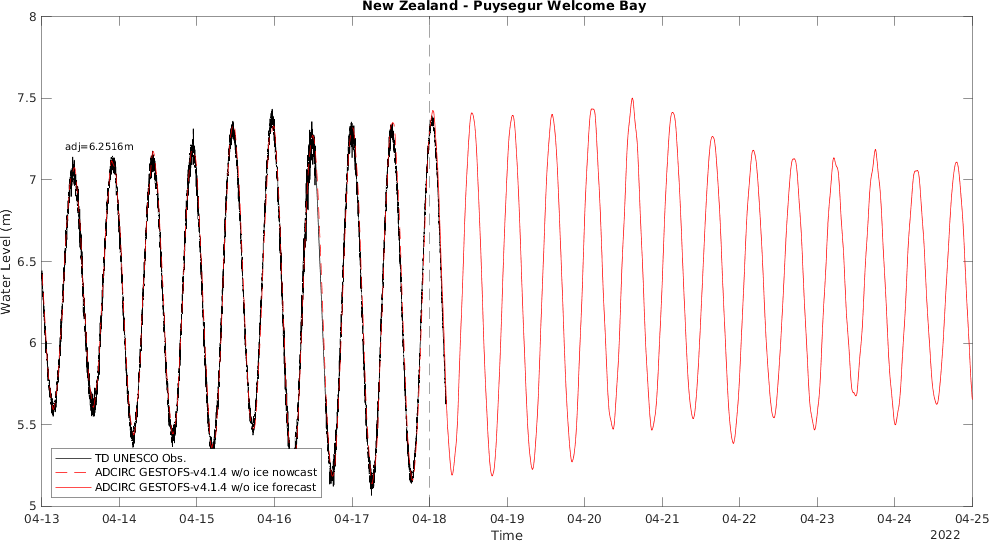 New Zealand - Puysegur Welcome Bay
8
7.5
7
6.5
6
5.5
5
Water Level (m)
adj=6.2516m
TD UNESCO Obs.
ADCIRC GESTOFS-v4.1.4 w/o ice nowcast
ADCIRC GESTOFS-v4.1.4 w/o ice forecast
04-13 04-14 04-15 04-16 04-17 04-18 04-19 04-20 04-21 04-22 04-23 04-24 04-25
Time
2022